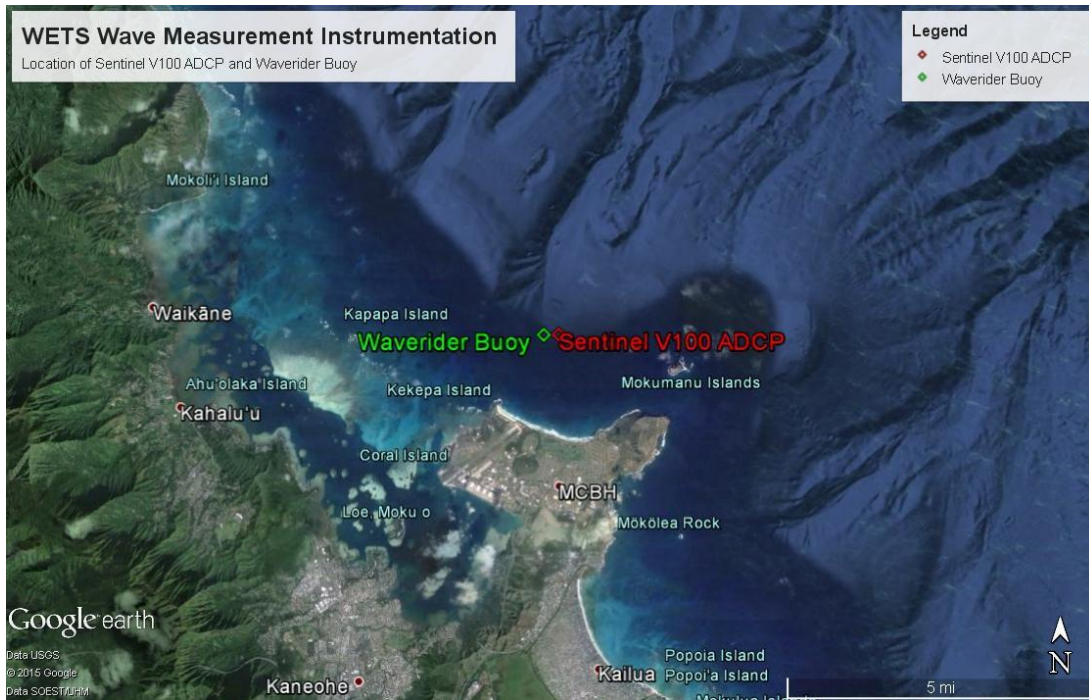 WETS Wave Measurement Instrumentation
Location of Sentinel V100 ADCP and Waverider Buoy
Legend
Sentinel V100 ADCP
Waverider Buoy
Mokoli'i Island
Waikāne
Kapapa Island
Waverider Buoy
Sentinel V100 ADCP
Ahu'olaka Island
Kekepa Island
Mokumanu Islands
Kahalu'u
Coral Island
MCBH
Loe, Moku o
Mōkōlea Rock
Google earth
Data USGS
© 2015 Google
Data SOEST/UHM
Kaneohe
Kailua
Popoia Island
Popoi'a Island
5 mi
N